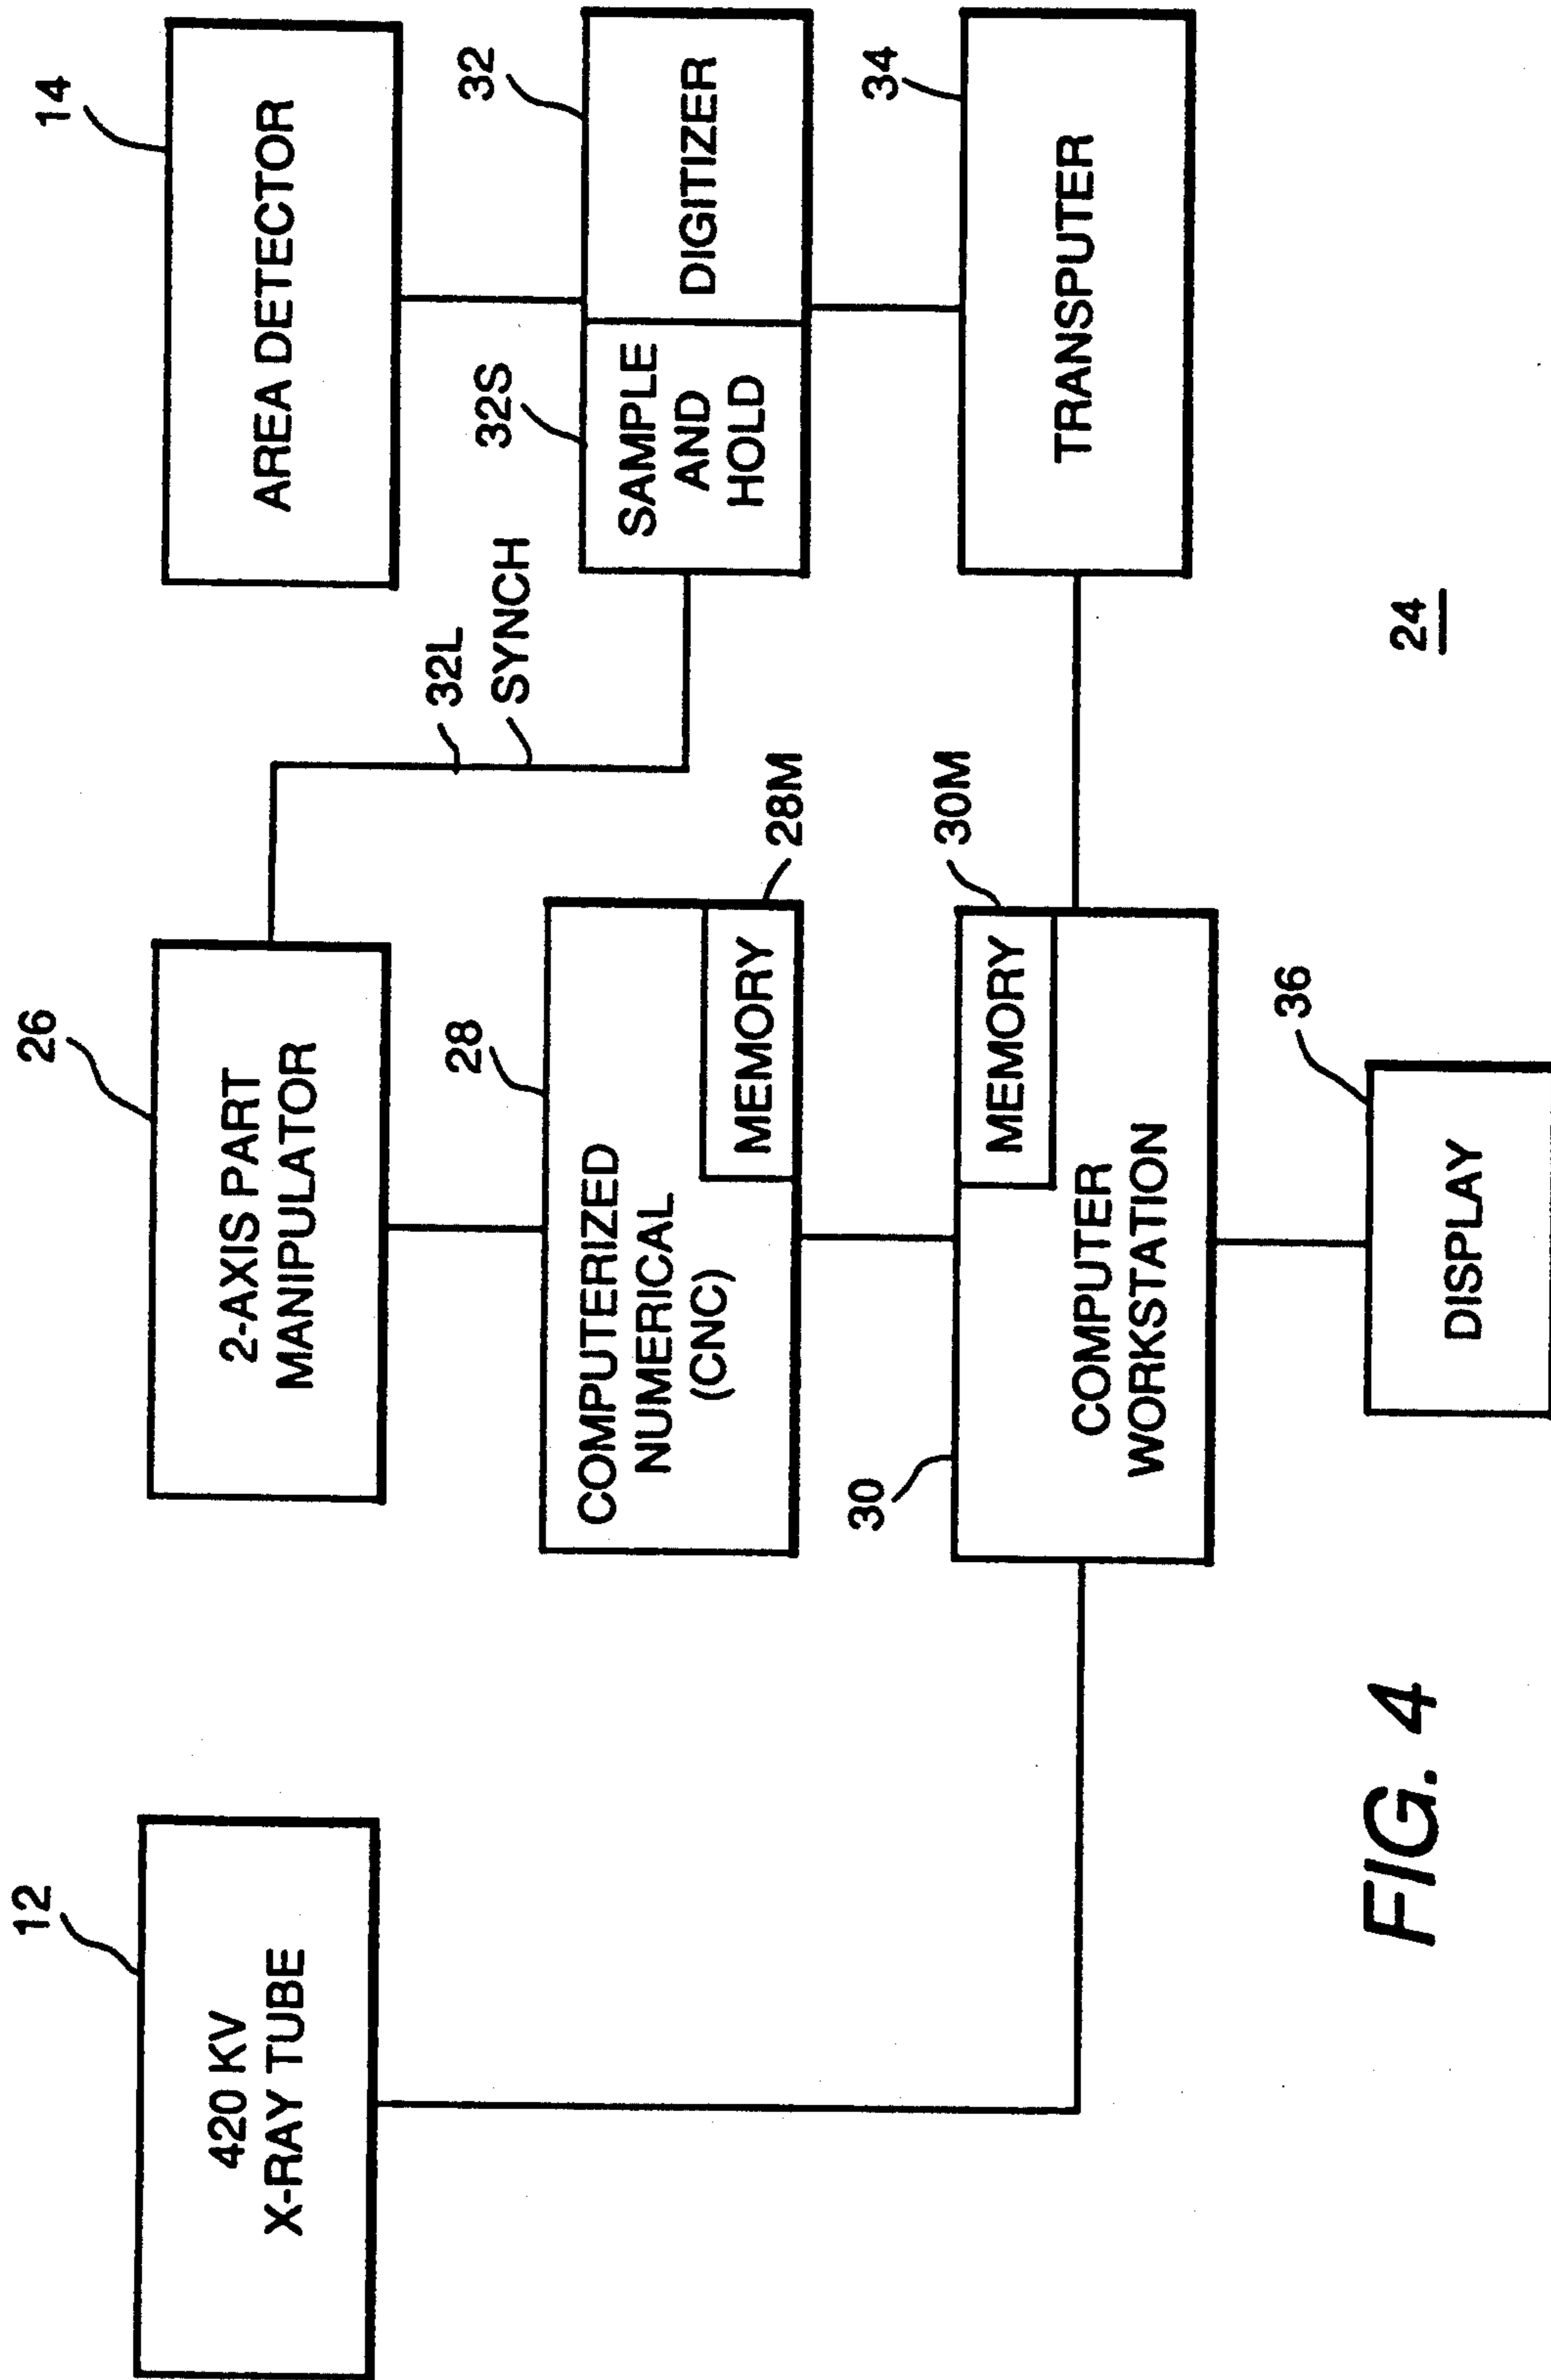 12
420 KV
X-RAY TUBE
26
2-AXIS PART
MANIPULATOR
14
AREA DETECTOR
28
COMPUTERIZED
NUMERICAL
(CNC)
MEMORY
28M
32L
SYNCH
32S
SAMPLE
AND
HOLD
32
DIGITIZER
30
COMPUTER
WORKSTATION
MEMORY
30M
34
TRANSPUTER
36
DISPLAY
24
FIG. 4